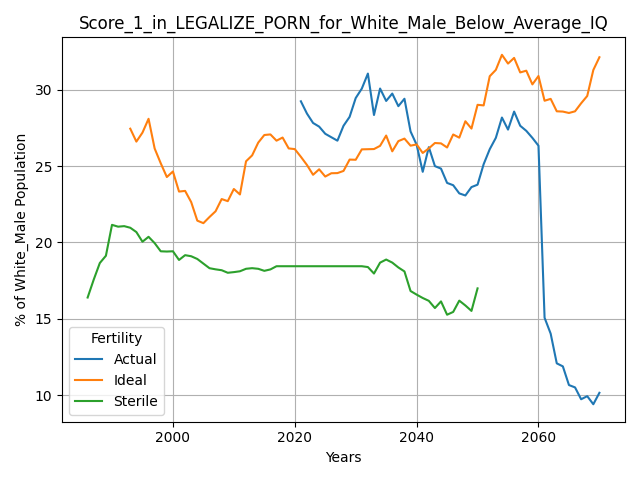 Score_1_in_LEGALIZE_PORN_for_White_Male_Below_Average_IQ
% of White_Male Population
30
25
20
15
10
Fertility
Actual
Ideal
Sterile
2000
2020
2040
2060
Years